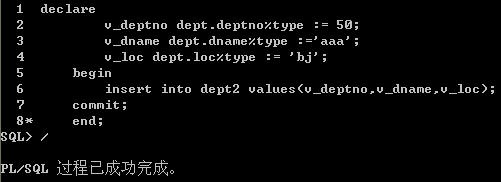 1 declare
2 v_deptno dept.deptno%type := 50;
3 v_dname dept.dname%type :='aaa';
4 v_loc dept.loc%type := 'bj';
5 begin
6 insert into dept2 values(v_deptno,v_dname,v_loc);
7 commit;
8* end;
SQL> /
PL/SQL 过程已成功完成。